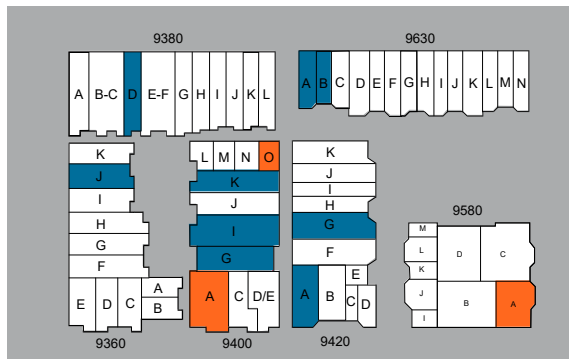 9380 9630
A B-C D E-F G H I J K L
A B C D E F G H I J K L M N
K
J
I
H
G
F
E D C A
B
9360
L M N O
K
J
I
G
A C D/E
9400
K
J
I
H
G
F
A B E
C D
9420
9580
M
L
K
J
I
D C
B A